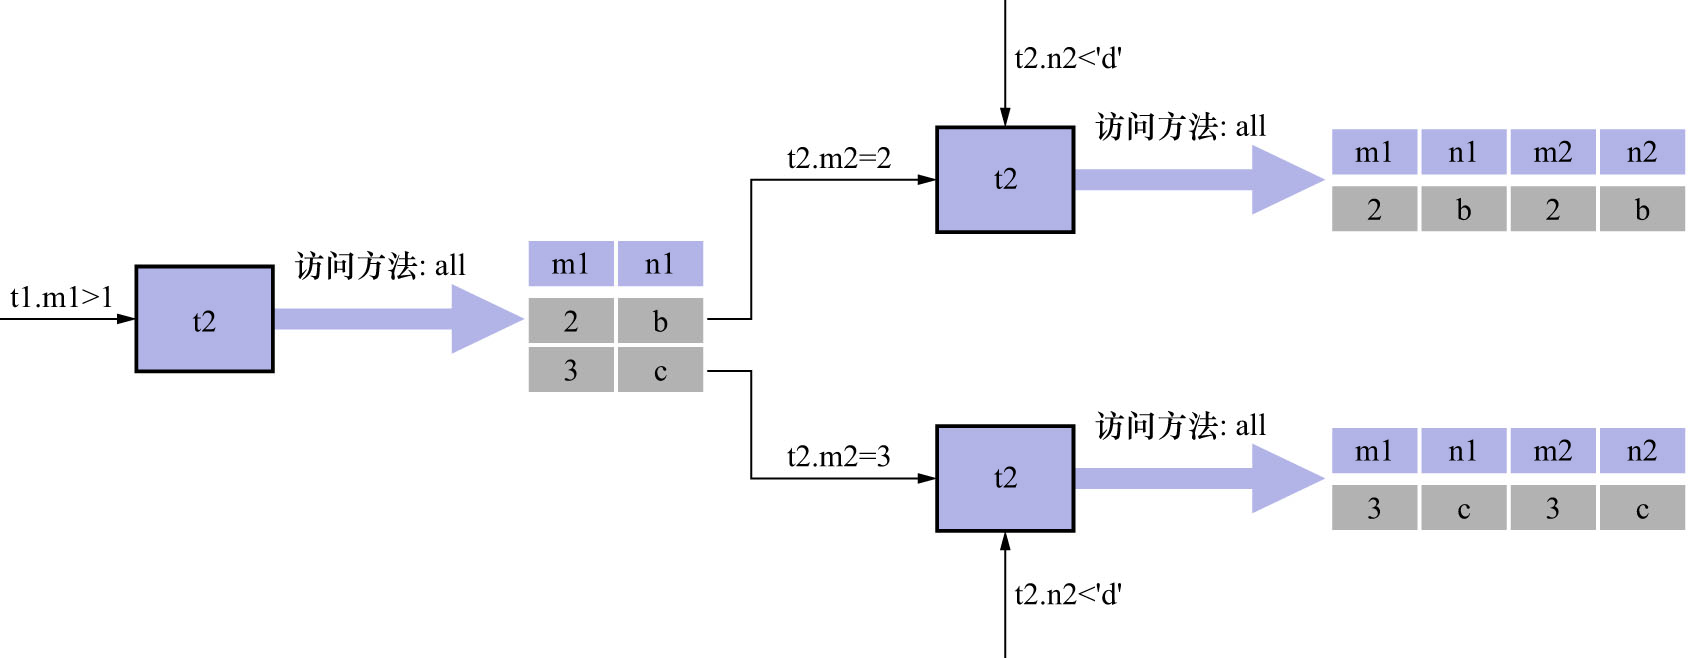 t1.m1>1
t2
访问方法: all
m1 n1
2 b
3 c
t2.m2=2
t2.n2<'d'
t2
访问方法: all
m1 n1 m2 n2
2 b 2 b
t2.m2=3
t2
访问方法: all
m1 n1 m2 n2
3 c 3 c
t2.n2<'d'